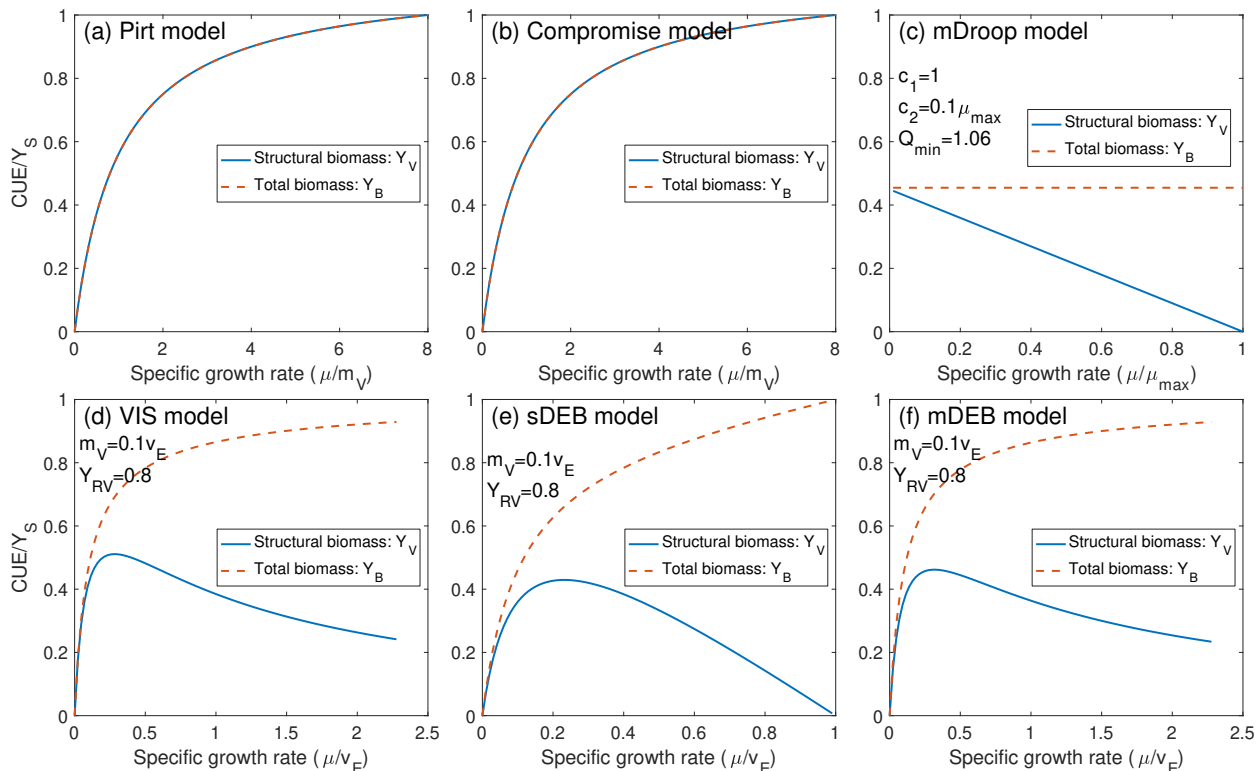 (a) Pirt model
CUE/Y_S
1
0.8
0.6
0.4
0.2
0
Structural biomass: Y_V
Total biomass: Y_B
0 2 4 6 8
Specific growth rate ( μ/m_V)
(b) Compromise model
1
0.8
0.6
0.4
0.2
0
Structural biomass: Y_V
Total biomass: Y_B
0 2 4 6 8
Specific growth rate ( μ/m_V)
(c) mDroop model
1
0.8
0.6
0.4
0.2
0
c_1=1
c_2=0.1μ_max
Q_min=1.06
Structural biomass: Y_V
Total biomass: Y_B
0 0.2 0.4 0.6 0.8 1
Specific growth rate ( μ/μ_max)
(d) VIS model
CUE/Y_S
1
0.8
0.6
0.4
0.2
0
m_V=0.1v_E
Y_RV=0.8
Structural biomass: Y_V
Total biomass: Y_B
0 0.5 1 1.5 2 2.5
Specific growth rate ( μ/v_E)
(e) sDEB model
1
0.8
0.6
0.4
0.2
0
m_V=0.1v_E
Y_RV=0.8
Structural biomass: Y_V
Total biomass: Y_B
0 0.2 0.4 0.6 0.8 1
Specific growth rate ( μ/v_E)
(f) mDEB model
1
0.8
0.6
0.4
0.2
0
m_V=0.1v_E
Y_RV=0.8
Structural biomass: Y_V
Total biomass: Y_B
0 0.5 1 1.5 2 2.5
Specific growth rate ( μ/v_E)